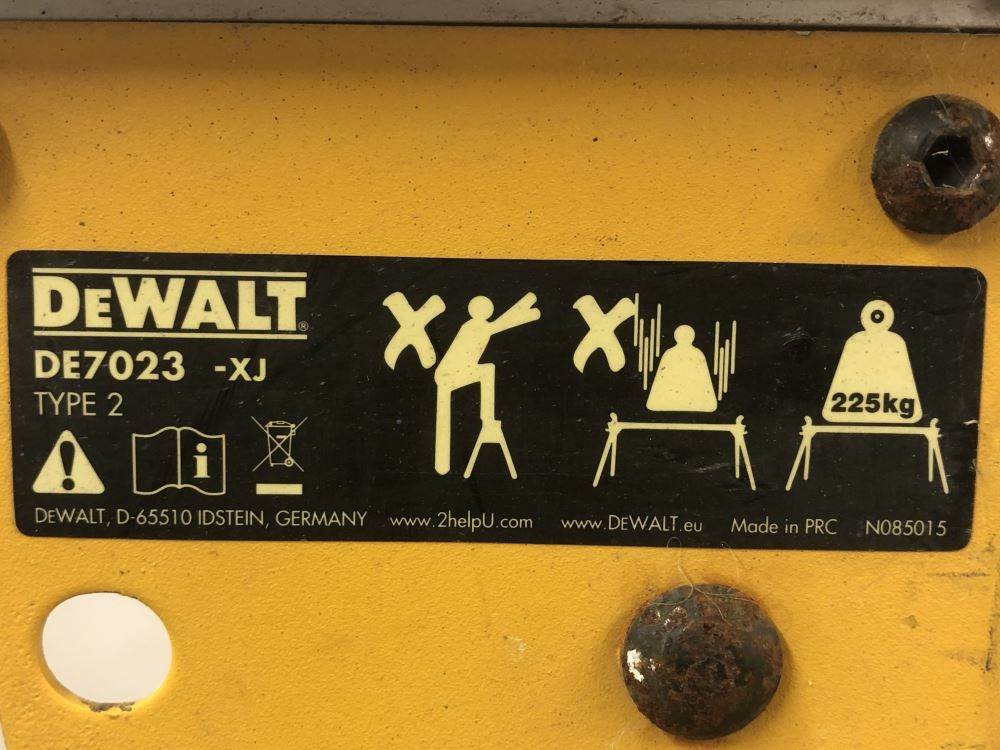 DEWALT®
DE7023 -XJ
TYPE 2
225kg
DEWALT, D-65510 IDSTEIN, GERMANY www.2helpU.com www.DEWALT.eu Made in PRC N085015